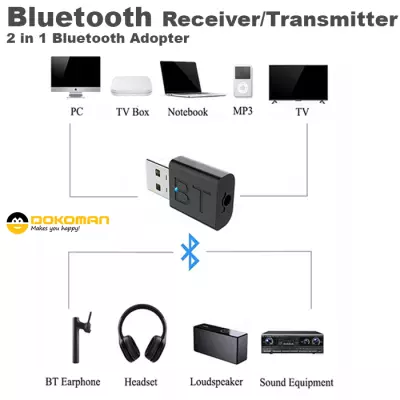 Bluetooth Receiver/Transmitter
2 in 1 Bluetooth Adopter
PC TV Box Notebook MP3 TV
BT
DOKOMAN
Makes you happy!
BT Earphone Headset Loudspeaker Sound Equipment